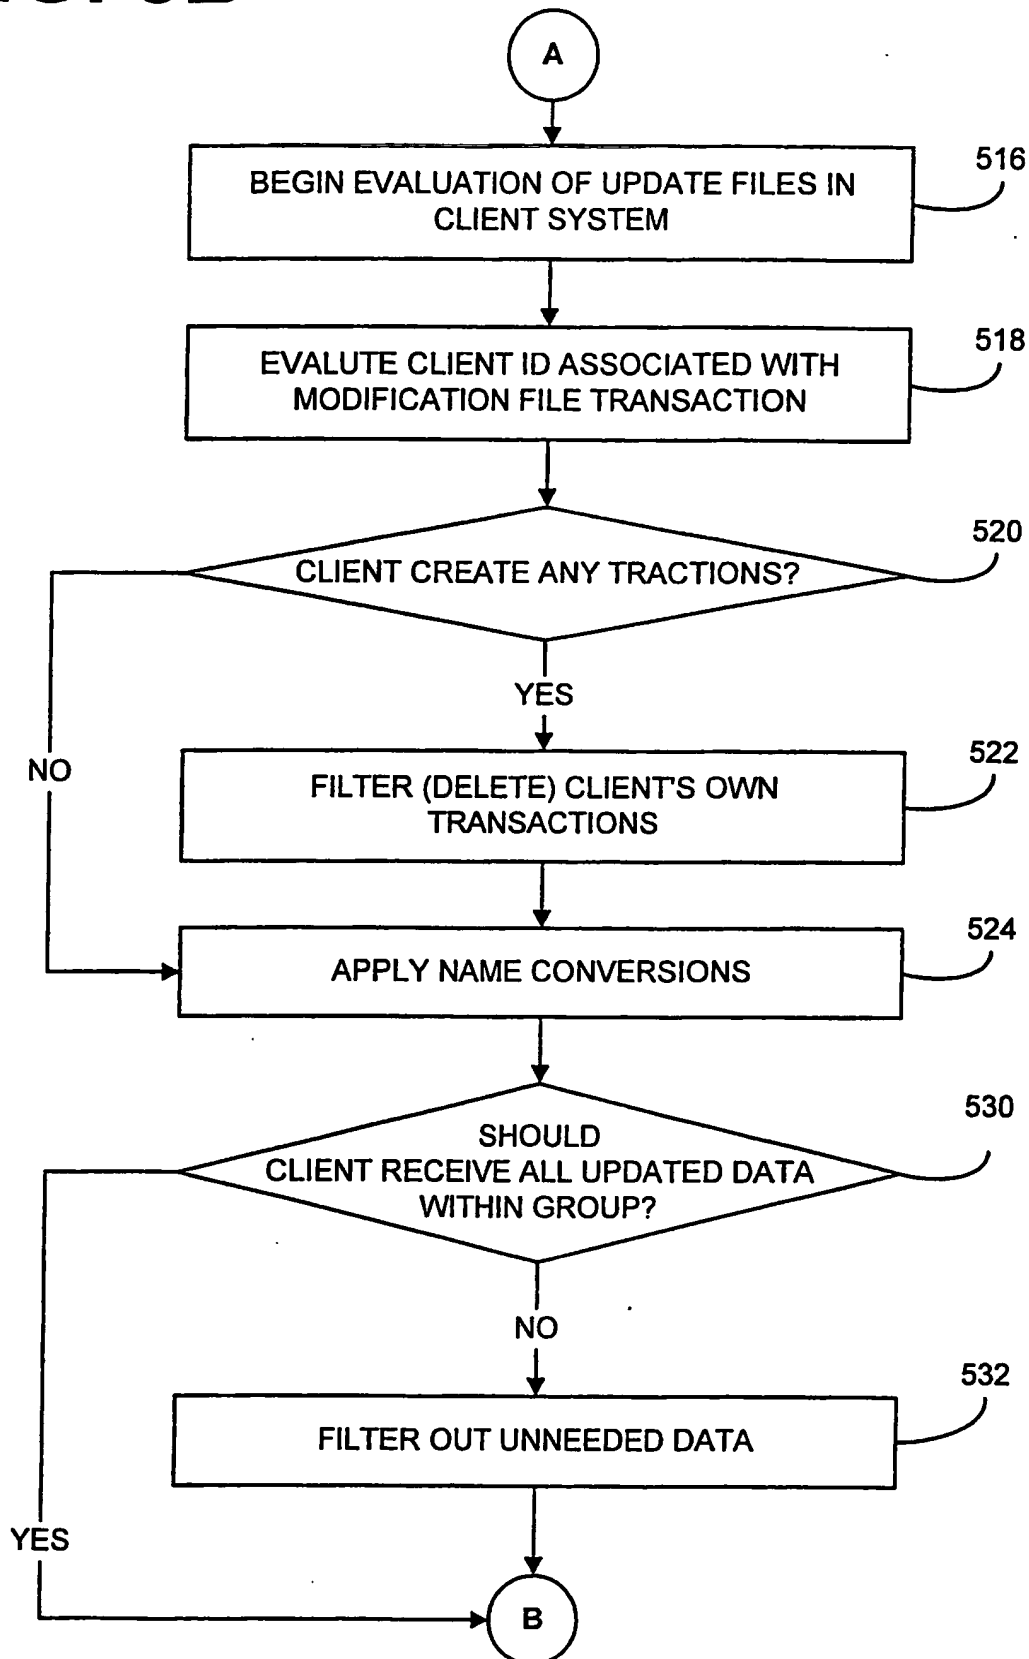 A
BEGIN EVALUATION OF UPDATE FILES IN
CLIENT SYSTEM
516
EVALUTE CLIENT ID ASSOCIATED WITH
MODIFICATION FILE TRANSACTION
518
CLIENT CREATE ANY TRACTIONS?
520
YES
NO
FILTER (DELETE) CLIENT'S OWN
TRANSACTIONS
522
APPLY NAME CONVERSIONS
524
SHOULD
CLIENT RECEIVE ALL UPDATED DATA
WITHIN GROUP?
530
NO
FILTER OUT UNNEEDED DATA
532
YES
B